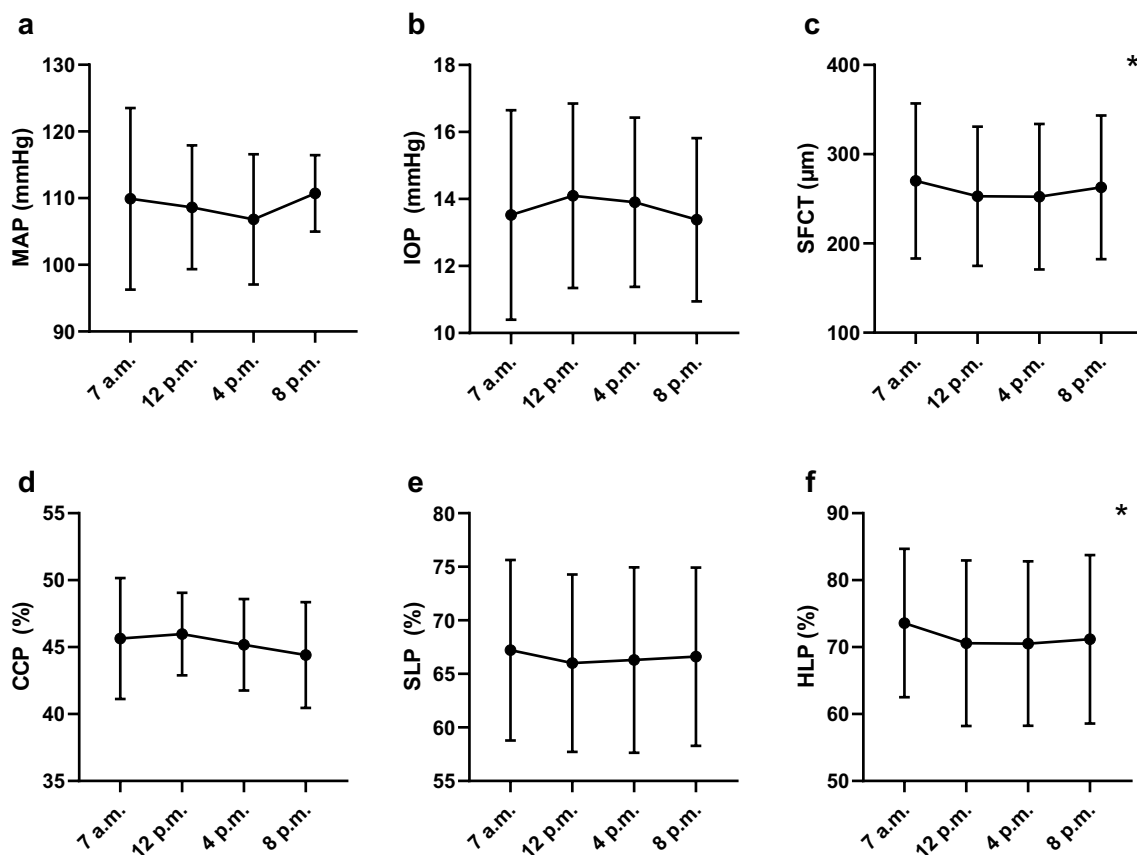 a
MAP (mmHg)
130
120
110
100
90
7 a.m.
12 p.m.
4 p.m.
8 p.m.
b
IOP (mmHg)
18
16
14
12
10
7 a.m.
12 p.m.
4 p.m.
8 p.m.
c
*
SFCT (µm)
400
300
200
100
7 a.m.
12 p.m.
4 p.m.
8 p.m.
d
CCP (%)
55
50
45
40
35
7 a.m.
12 p.m.
4 p.m.
8 p.m.
e
SLP (%)
80
75
70
65
60
55
7 a.m.
12 p.m.
4 p.m.
8 p.m.
f
*
HLP (%)
90
80
70
60
50
7 a.m.
12 p.m.
4 p.m.
8 p.m.